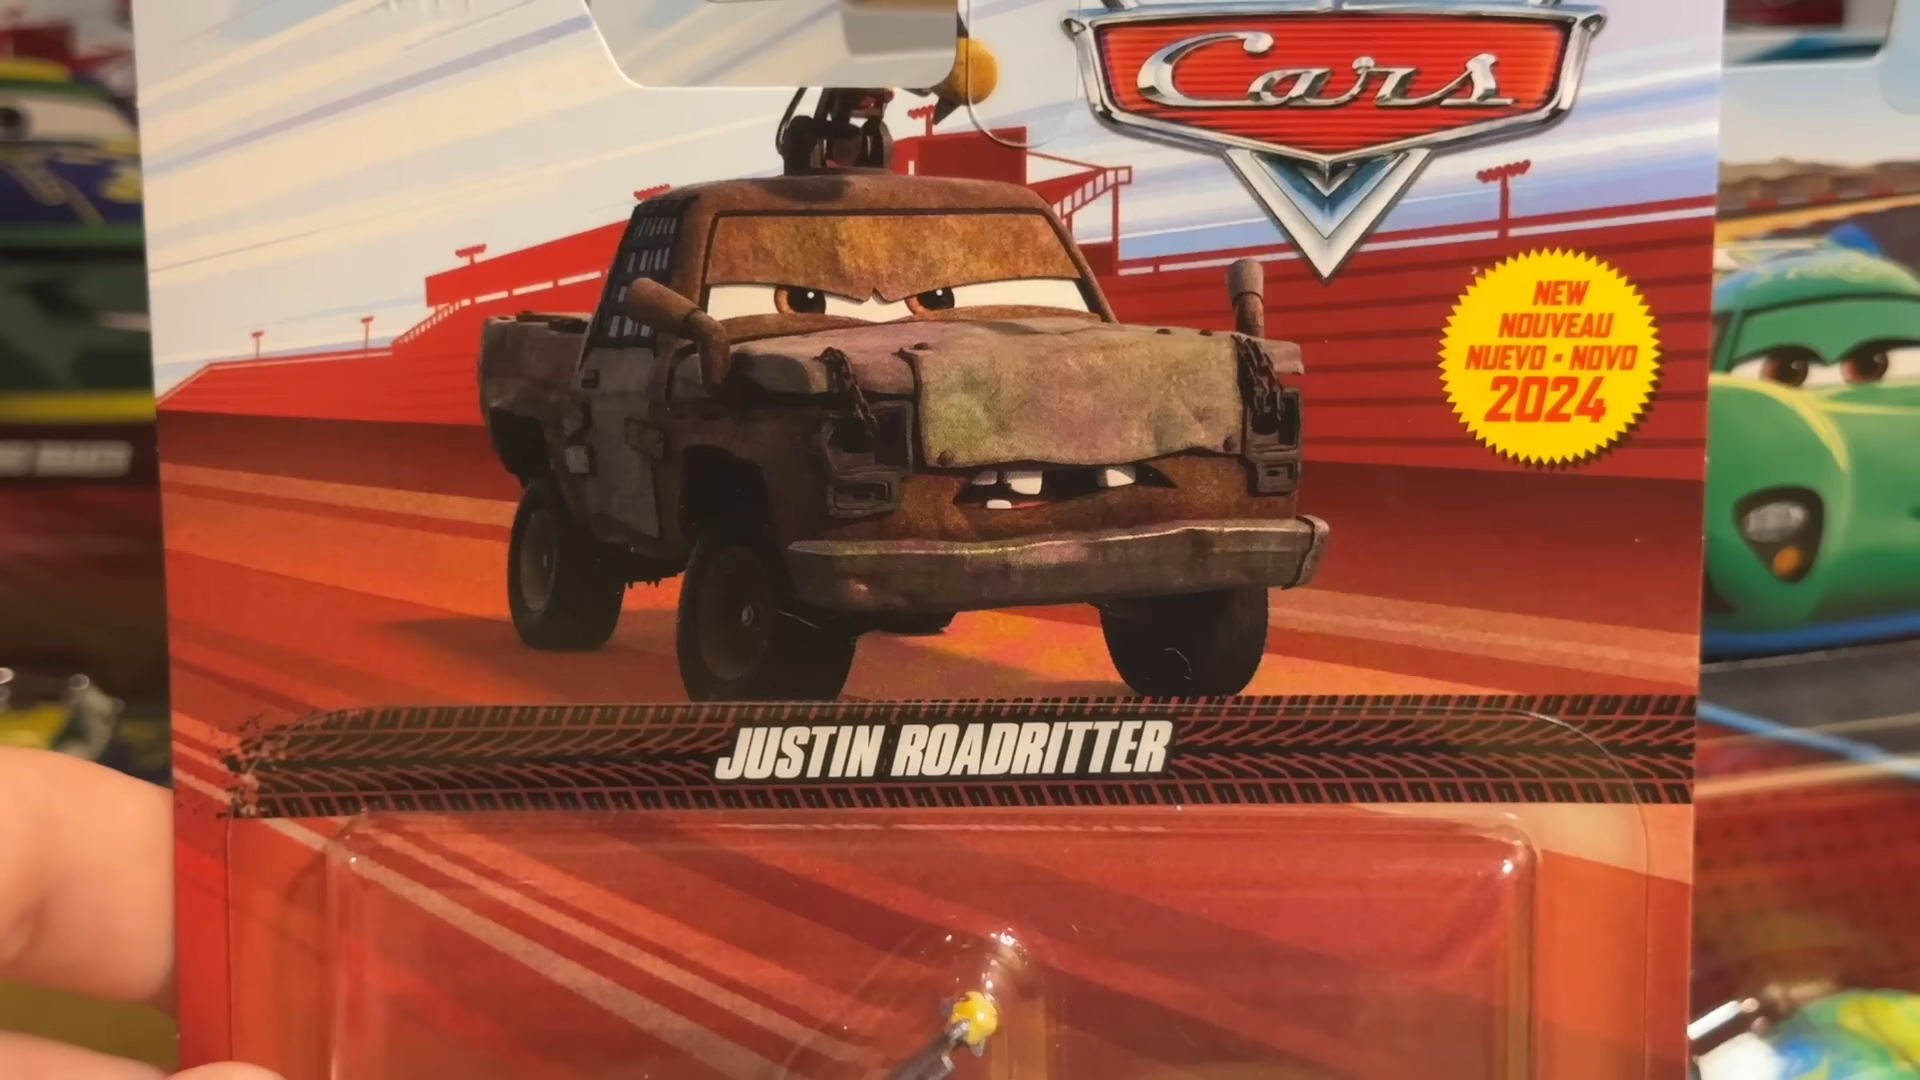 Cars
NEW
NOUVEAU
NUEVO • NOVO
2024
JUSTIN ROADRITTER